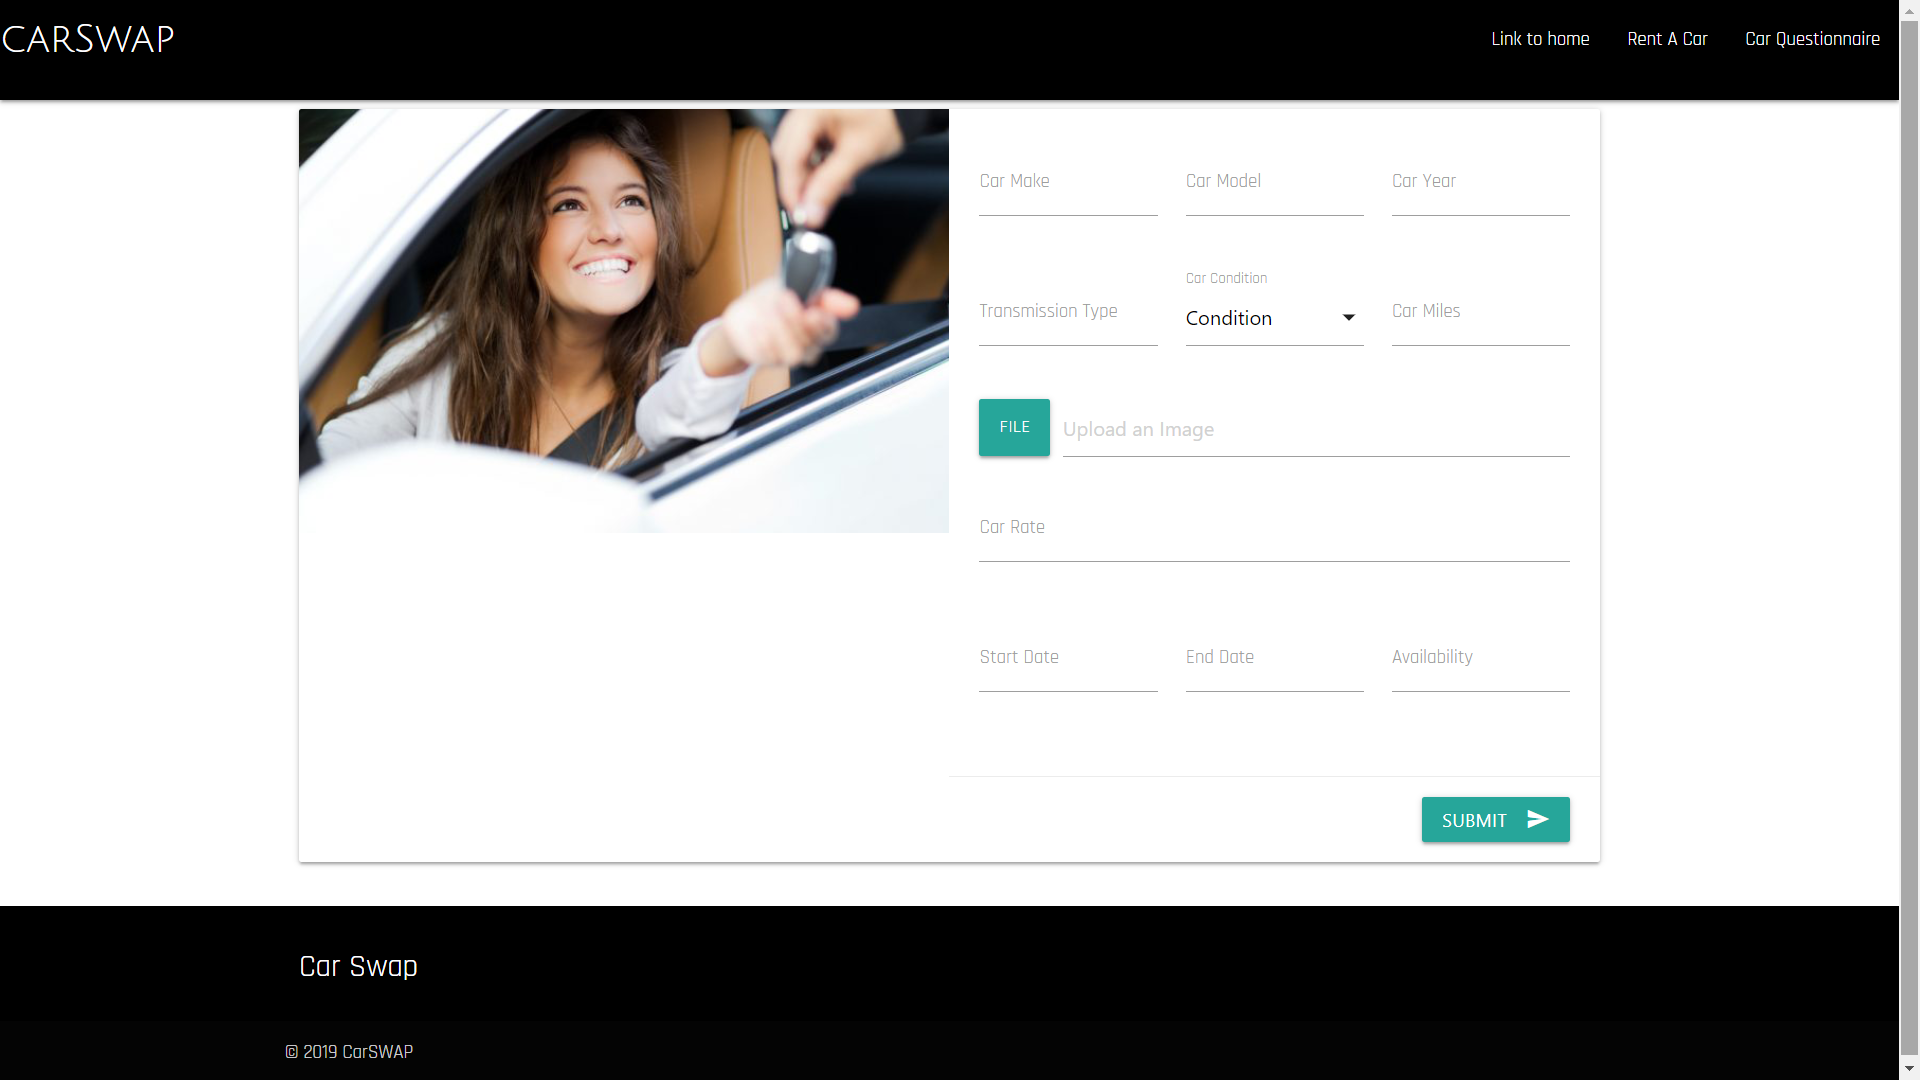 CARSWAP
Link to home Rent A Car Car Questionnaire
Car Make Car Model Car Year
Car Condition
Transmission Type Condition Car Miles
FILE Upload an Image
Car Rate
Start Date End Date Availability
SUBMIT
Car Swap
© 2019 CarSWAP